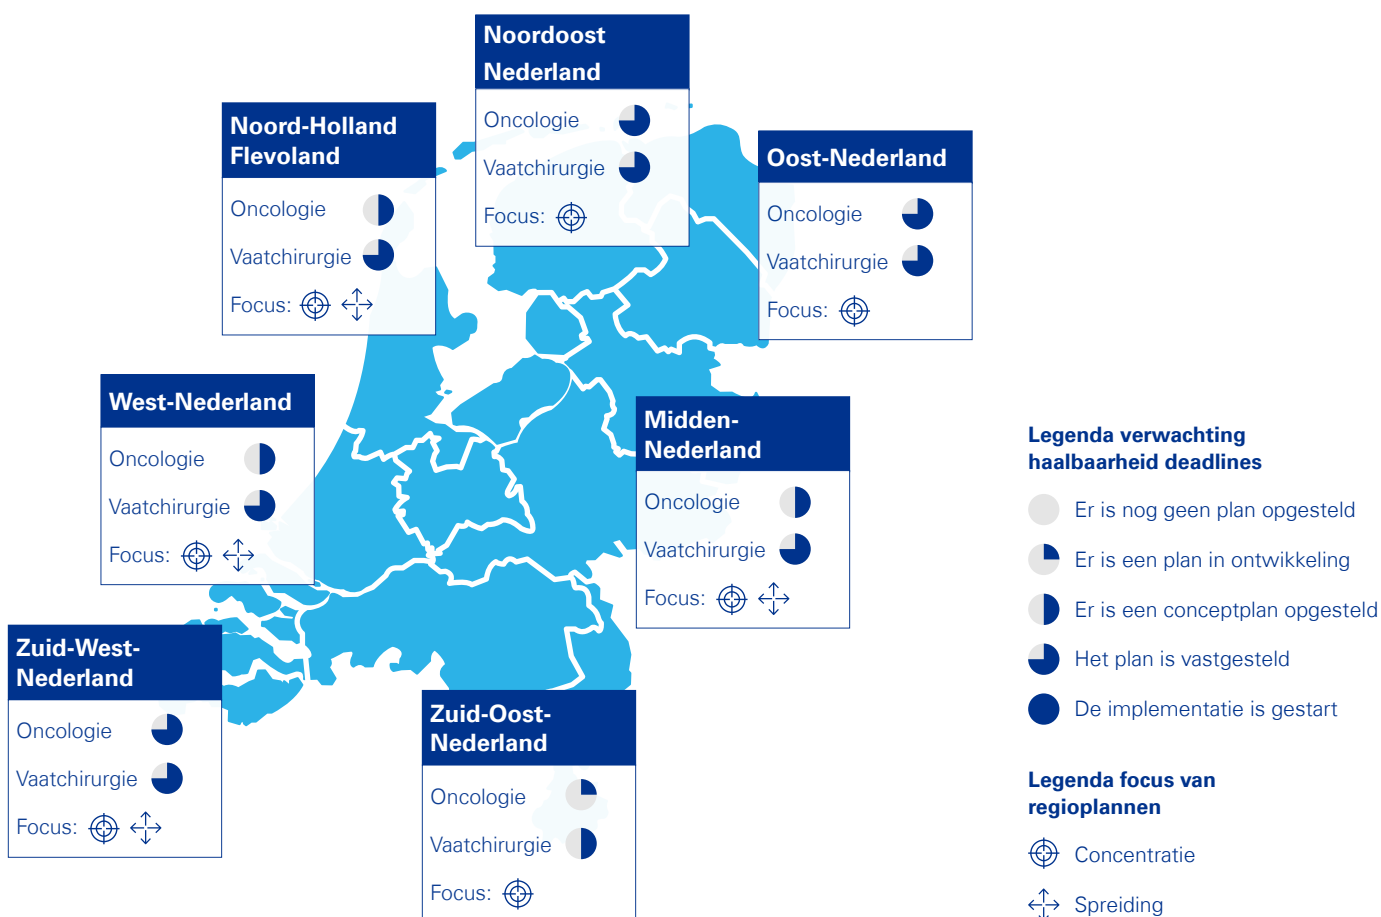 Noordoost
Nederland
Oncologie
Vaatchirurgie
Focus:
Noord-Holland
Flevoland
Oncologie
Vaatchirurgie
Focus:
Oost-Nederland
Oncologie
Vaatchirurgie
Focus:
West-Nederland
Oncologie
Vaatchirurgie
Focus:
Midden-
Nederland
Oncologie
Vaatchirurgie
Focus:
Zuid-West-
Nederland
Oncologie
Vaatchirurgie
Focus:
Zuid-Oost-
Nederland
Oncologie
Vaatchirurgie
Focus:
Legenda verwachting
haalbaarheid deadlines
Er is nog geen plan opgesteld
Er is een plan in ontwikkeling
Er is een conceptplan opgesteld
Het plan is vastgesteld
De implementatie is gestart
Legenda focus van
regioplannen
Concentratie
Spreiding